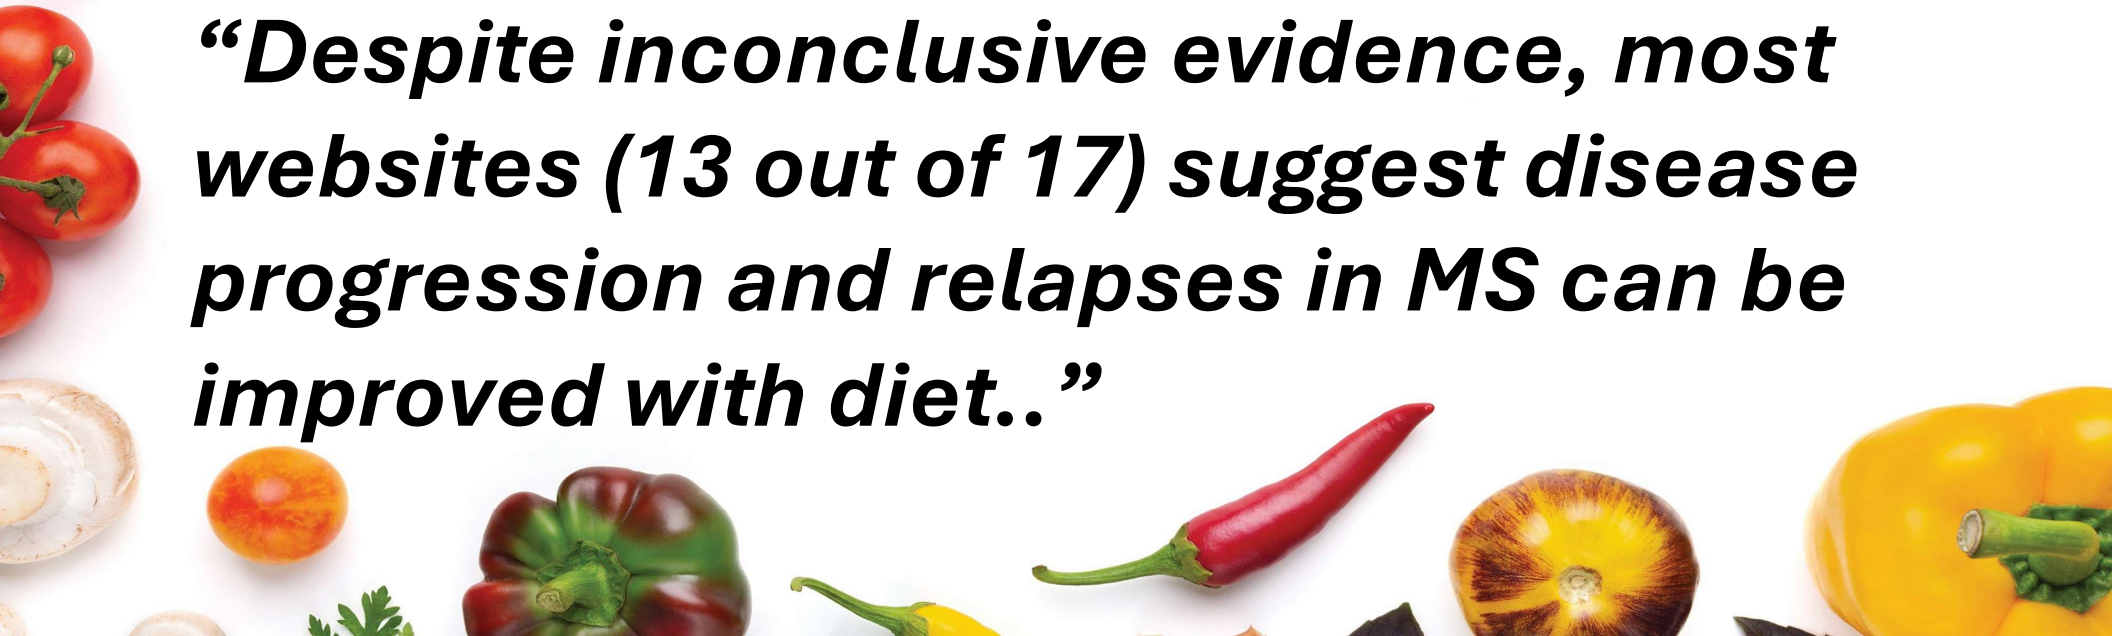 “Despite inconclusive evidence, most
websites (13 out of 17) suggest disease
progression and relapses in MS can be
improved with diet..”